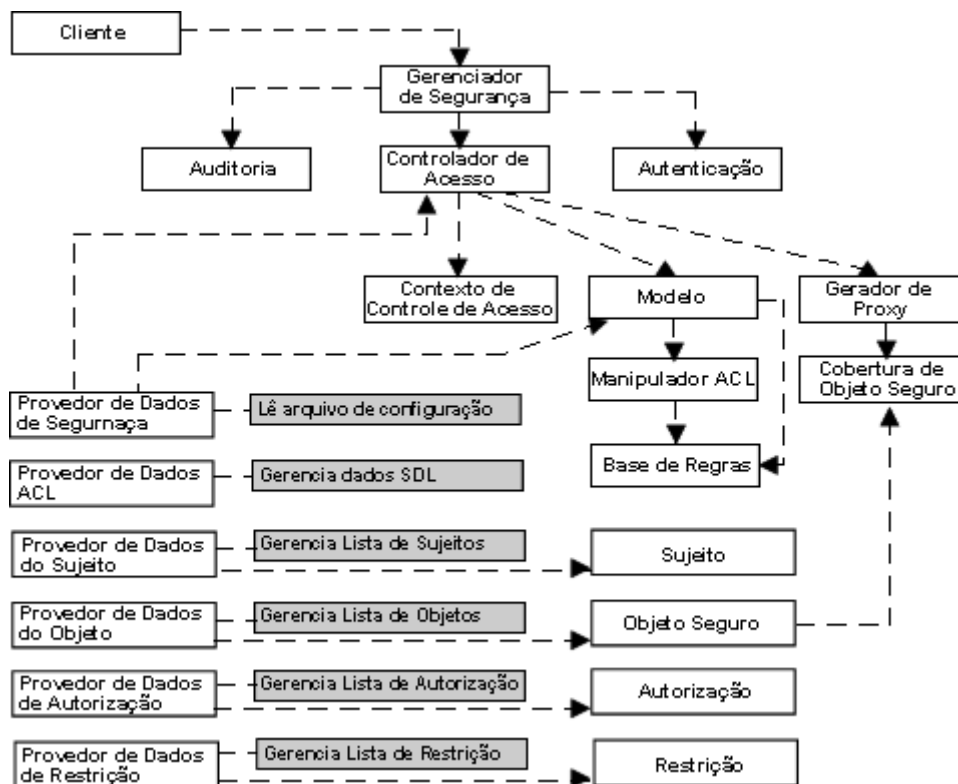 Cliente
Gerenciador
de Segurança
Auditoria
Controlador de
Acesso
Autenticação
Contexto de
Controle de Acesso
Modelo
Gerador de
Proxy
Manipulador ACL
Cobertura de
Objeto Seguro
Provedor de Dados
de Segurnaça
Lê arquivo de configuração
Base de Regras
Provedor de Dados
ACL
Gerencia dados SDL
Provedor de Dados
do Sujeito
Gerencia Lista de Sujeitos
Sujeito
Provedor de Dados
do Objeto
Gerencia Lista de Objetos
Objeto Seguro
Provedor de Dados
de Autorização
Gerencia Lista de Autorização
Autorização
Provedor de Dados
de Restrição
Gerencia Lista de Restrição
Restrição